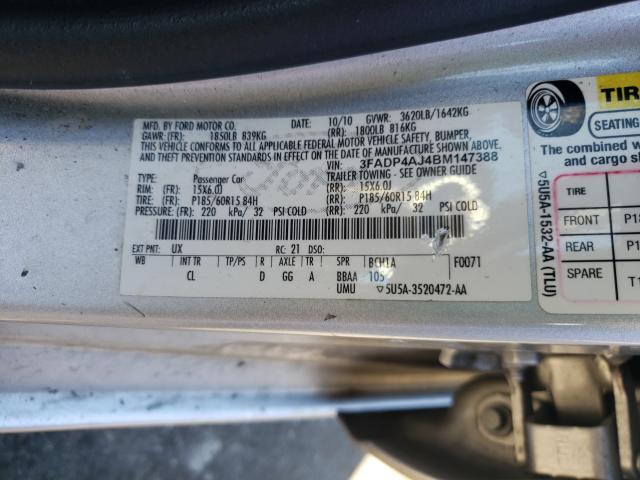 MFD. BY FORD MOTOR CO. DATE: 10/10 GVWR: 3620LB/1642KG
GAWR: (FR): 1850LB 839KG (RR): 1800LB 816KG
THIS VEHICLE CONFORMS TO ALL APPLICABLE FEDERAL MOTOR VEHICLE SAFETY, BUMPER,
AND THEFT PREVENTION STANDARDS IN EFFECT ON THE DATE OF MANUFACTURE SHOWN ABOVE.
VIN: 3FADP4AJ4BM147388
TYPE: Passenger Car TRAILER TOWING - SEE OWNER GUIDE
RIM: (FR): 15X6.0J (RR): 15X6.0J
TIRE: (FR): P185/60R15 84H (RR): P185/60R15 84H
PRESSURE: (FR): 220 kPa/ 32 PSI COLD (RR): 220 kPa/ 32 PSI COLD
EXT PNT: UX RC: 21 DSO:
WB INT TR TP/PS R AXLE TR SPR BCH1A F0071
CL D GG A BBAA 105
UMU ▽5U5A-3520472-AA
TIR
SEATING
The combined w
and cargo s
TIRE
FRONT P18
REAR P1
SPARE T1
▽5U5A-1532-AA (TLU)